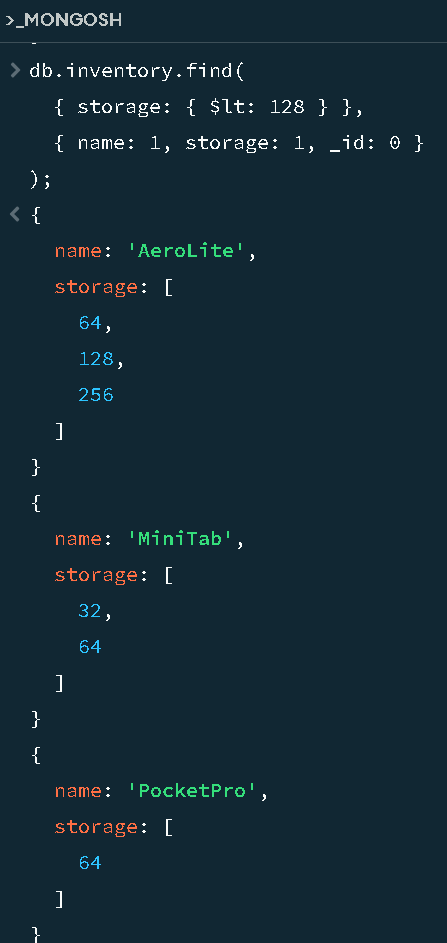 >_MONGOSH
> db.inventory.find(
{ storage: { $lt: 128 } },
{ name: 1, storage: 1, _id: 0 }
);
< {
name: 'AeroLite',
storage: [
64,
128,
256
]
}
{
name: 'MiniTab',
storage: [
32,
64
]
}
{
name: 'PocketPro',
storage: [
64
]
}